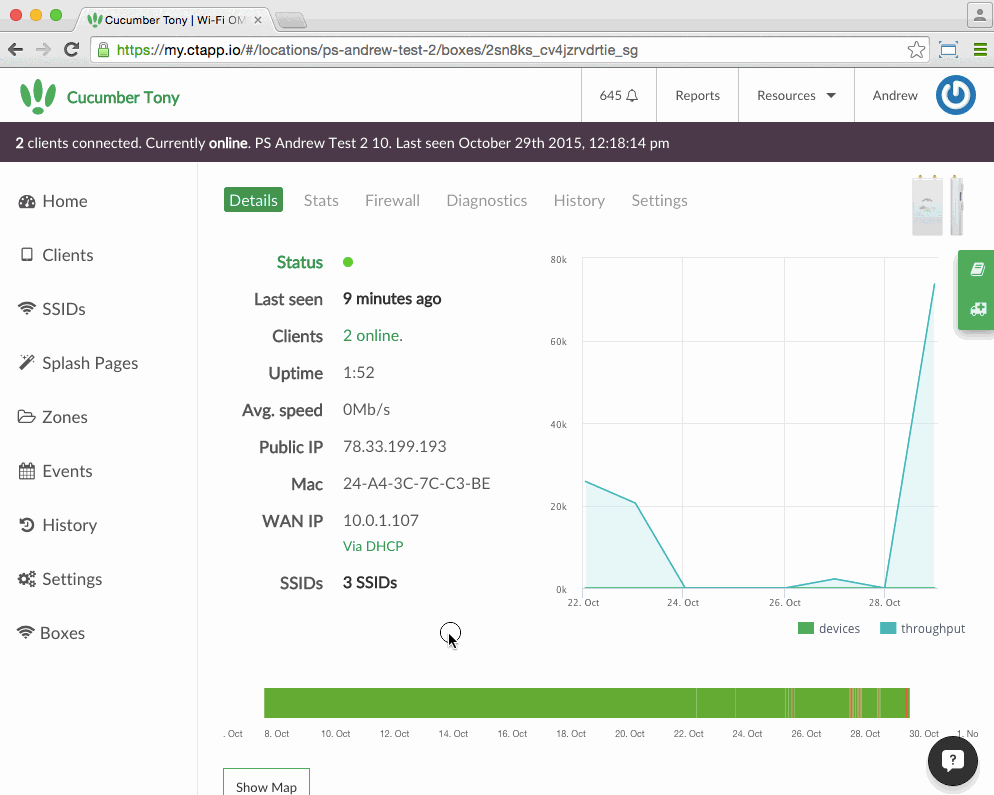 Cucumber Tony | Wi-Fi OM
https://my.ctapp.io/#/locations/ps-andrew-test-2/boxes/2sn8ks_cv4jzrvdrtie_sg
Cucumber Tony
645
Reports
Resources
Andrew
2 clients connected. Currently online. PS Andrew Test 2 10. Last seen October 29th 2015, 12:18:14 pm
Home
Clients
SSIDs
Splash Pages
Zones
Events
History
Settings
Boxes
Details Stats Firewall Diagnostics History Settings
Status
Last seen 9 minutes ago
Clients 2 online.
Uptime 1:52
Avg. speed 0Mb/s
Public IP 78.33.199.193
Mac 24-A4-3C-7C-C3-BE
WAN IP 10.0.1.107
Via DHCP
SSIDs 3 SSIDs
80k
60k
40k
20k
0k
22. Oct 24. Oct 26. Oct 28. Oct
devices throughput
. Oct 8. Oct 10. Oct 12. Oct 14. Oct 16. Oct 18. Oct 20. Oct 22. Oct 24. Oct 26. Oct 28. Oct 30. Oct 1. No
Show Map